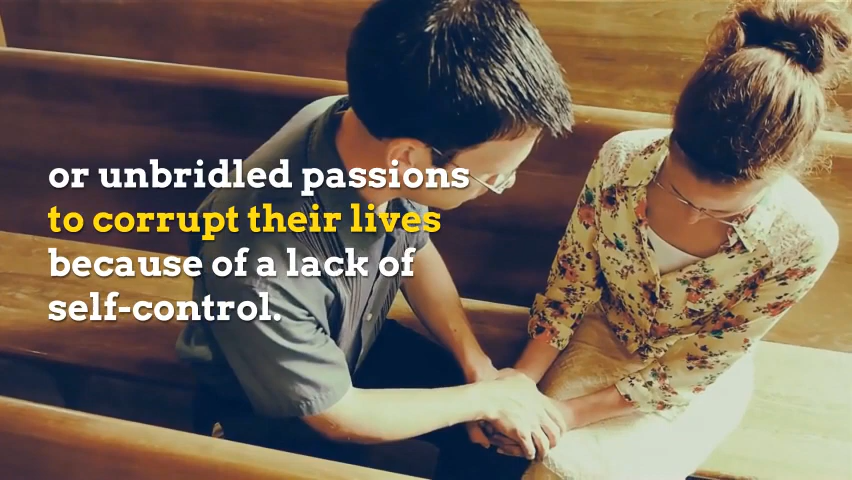 or unbridled passions
to corrupt their lives
because of a lack of
self-control.